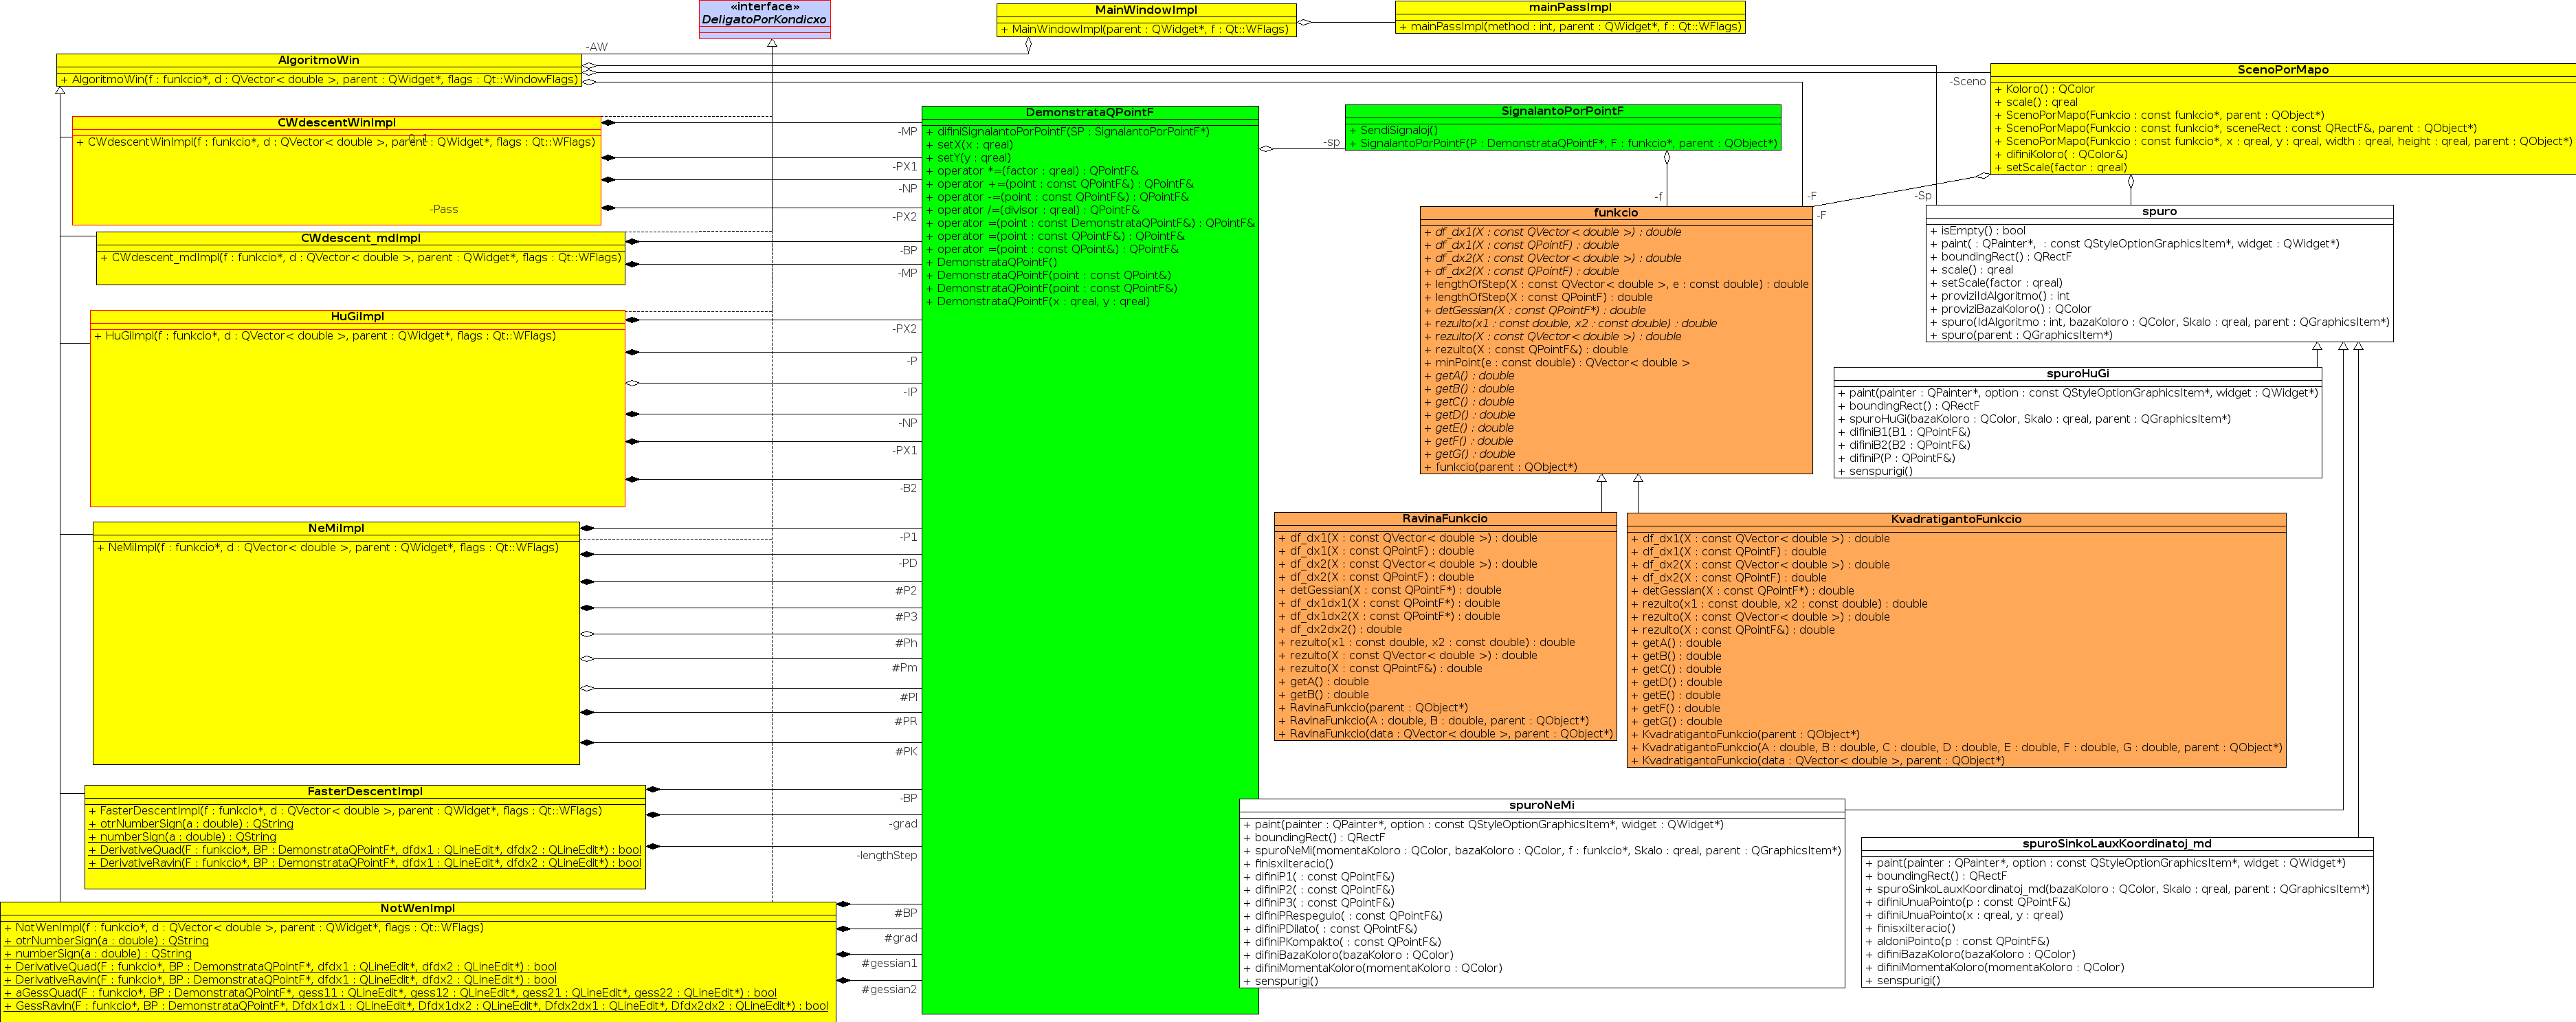 «interface»
DeligatoPorKondicxo
MainWindowImpl
+ MainWindowImpl(parent : QWidget*, f : Qt::WFlags)
mainPassImpl
+ mainPassImpl(method : int, parent : QWidget*, f : Qt::WFlags)
-AW
AlgoritmoWin
+ AlgoritmoWin(f : funkcio*, d : QVector< double >, parent : QWidget*, flags : Qt::WindowFlags)
-Sceno
ScenoPorMapo
+ Koloro() : QColor
+ scale() : qreal
+ ScenoPorMapo(Funkcio : const funkcio*, parent : QObject*)
+ ScenoPorMapo(Funkcio : const funkcio*, sceneRect : const QRectF&, parent : QObject*)
+ ScenoPorMapo(Funkcio : const funkcio*, x : qreal, y : qreal, width : qreal, height : qreal, parent : QObject*)
+ difiniKoloro( : QColor&)
+ setScale(factor : qreal)
CWdescentWinImpl
0..1
+ CWdescentWinImpl(f : funkcio*, d : QVector< double >, parent : QWidget*, flags : Qt::WFlags)
-Pass
-MP
-PX1
-NP
-PX2
CWdescent_mdImpl
+ CWdescent_mdImpl(f : funkcio*, d : QVector< double >, parent : QWidget*, flags : Qt::WFlags)
-BP
-MP
HuGiImpl
+ HuGiImpl(f : funkcio*, d : QVector< double >, parent : QWidget*, flags : Qt::WFlags)
-PX2
-P
-IP
-NP
-PX1
-B2
NeMiImpl
+ NeMiImpl(f : funkcio*, d : QVector< double >, parent : QWidget*, flags : Qt::WFlags)
-P1
-PD
#P2
#P3
#Ph
#Pm
#Pl
#PR
#PK
FasterDescentImpl
+ FasterDescentImpl(f : funkcio*, d : QVector< double >, parent : QWidget*, flags : Qt::WFlags)
+ otrNumberSign(a : double) : QString
+ numberSign(a : double) : QString
+ DerivativeQuad(F : funkcio*, BP : DemonstrataQPointF*, dfdx1 : QLineEdit*, dfdx2 : QLineEdit*) : bool
+ DerivativeRavin(F : funkcio*, BP : DemonstrataQPointF*, dfdx1 : QLineEdit*, dfdx2 : QLineEdit*) : bool
-BP
-grad
-lengthStep
NotWenImpl
+ NotWenImpl(f : funkcio*, d : QVector< double >, parent : QWidget*, flags : Qt::WFlags)
+ otrNumberSign(a : double) : QString
+ numberSign(a : double) : QString
+ DerivativeQuad(F : funkcio*, BP : DemonstrataQPointF*, dfdx1 : QLineEdit*, dfdx2 : QLineEdit*) : bool
+ DerivativeRavin(F : funkcio*, BP : DemonstrataQPointF*, dfdx1 : QLineEdit*, dfdx2 : QLineEdit*) : bool
+ aGessQuad(F : funkcio*, BP : DemonstrataQPointF*, gess11 : QLineEdit*, gess12 : QLineEdit*, gess21 : QLineEdit*, gess22 : QLineEdit*) : bool
+ GessRavin(F : funkcio*, BP : DemonstrataQPointF*, Dfdx1dx1 : QLineEdit*, Dfdx1dx2 : QLineEdit*, Dfdx2dx1 : QLineEdit*, Dfdx2dx2 : QLineEdit*) : bool
#BP
#grad
#gessian1
#gessian2
DemonstrataQPointF
+ difiniSignalantoPorPointF(SP : SignalantoPorPointF*)
+ setX(x : qreal)
+ setY(y : qreal)
+ operator *=(factor : qreal) : QPointF&
+ operator +=(point : const QPointF&) : QPointF&
+ operator -=(point : const QPointF&) : QPointF&
+ operator /=(divisor : qreal) : QPointF&
+ operator =(point : const DemonstrataQPointF&) : QPointF&
+ operator =(point : const QPointF&) : QPointF&
+ operator =(point : const QPoint&) : QPointF&
+ DemonstrataQPointF()
+ DemonstrataQPointF(point : const QPoint&)
+ DemonstrataQPointF(point : const QPointF&)
+ DemonstrataQPointF(x : qreal, y : qreal)
-sp
SignalantoPorPointF
+ SendiSignaloj()
+ SignalantoPorPointF(P : DemonstrataQPointF*, F : funkcio*, parent : QObject*)
-f
-F
-F
-Sp
funkcio
+ df_dx1(X : const QVector< double >) : double
+ df_dx1(X : const QPointF) : double
+ df_dx2(X : const QVector< double >) : double
+ df_dx2(X : const QPointF) : double
+ lengthOfStep(X : const QVector< double >, e : const double) : double
+ lengthOfStep(X : const QPointF) : double
+ detGessian(X : const QPointF*) : double
+ rezulto(x1 : const double, x2 : const double) : double
+ rezulto(X : const QVector< double >) : double
+ rezulto(X : const QPointF&) : double
+ minPoint(e : const double) : QVector< double >
+ getA() : double
+ getB() : double
+ getC() : double
+ getD() : double
+ getE() : double
+ getF() : double
+ getG() : double
+ funkcio(parent : QObject*)
spuro
+ isEmpty() : bool
+ paint( : QPainter*,  : const QStyleOptionGraphicsItem*, widget : QWidget*)
+ boundingRect() : QRectF
+ scale() : qreal
+ setScale(factor : qreal)
+ proviziIdAlgoritmo() : int
+ proviziBazaKoloro() : QColor
+ spuro(IdAlgoritmo : int, bazaKoloro : QColor, Skalo : qreal, parent : QGraphicsItem*)
+ spuro(parent : QGraphicsItem*)
spuroHuGi
+ paint(painter : QPainter*, option : const QStyleOptionGraphicsItem*, widget : QWidget*)
+ boundingRect() : QRectF
+ spuroHuGi(bazaKoloro : QColor, Skalo : qreal, parent : QGraphicsItem*)
+ difiniB1(B1 : QPointF&)
+ difiniB2(B2 : QPointF&)
+ difiniP(P : QPointF&)
+ senspurigi()
RavinaFunkcio
+ df_dx1(X : const QVector< double >) : double
+ df_dx1(X : const QPointF) : double
+ df_dx2(X : const QVector< double >) : double
+ df_dx2(X : const QPointF) : double
+ detGessian(X : const QPointF*) : double
+ df_dx1dx1(X : const QPointF*) : double
+ df_dx1dx2(X : const QPointF*) : double
+ df_dx2dx2() : double
+ rezulto(x1 : const double, x2 : const double) : double
+ rezulto(X : const QVector< double >) : double
+ rezulto(X : const QPointF&) : double
+ getA() : double
+ getB() : double
+ RavinaFunkcio(parent : QObject*)
+ RavinaFunkcio(A : double, B : double, parent : QObject*)
+ RavinaFunkcio(data : QVector< double >, parent : QObject*)
KvadratigantoFunkcio
+ df_dx1(X : const QVector< double >) : double
+ df_dx1(X : const QPointF) : double
+ df_dx2(X : const QVector< double >) : double
+ df_dx2(X : const QPointF) : double
+ detGessian(X : const QPointF*) : double
+ rezulto(x1 : const double, x2 : const double) : double
+ rezulto(X : const QVector< double >) : double
+ rezulto(X : const QPointF&) : double
+ getA() : double
+ getB() : double
+ getC() : double
+ getD() : double
+ getE() : double
+ getF() : double
+ getG() : double
+ KvadratigantoFunkcio(parent : QObject*)
+ KvadratigantoFunkcio(A : double, B : double, C : double, D : double, E : double, F : double, G : double, parent : QObject*)
+ KvadratigantoFunkcio(data : QVector< double >, parent : QObject*)
spuroNeMi
+ paint(painter : QPainter*, option : const QStyleOptionGraphicsItem*, widget : QWidget*)
+ boundingRect() : QRectF
+ spuroNeMi(momentaKoloro : QColor, bazaKoloro : QColor, f : funkcio*, Skalo : qreal, parent : QGraphicsItem*)
+ finisxiIteracio()
+ difiniP1( : const QPointF&)
+ difiniP2( : const QPointF&)
+ difiniP3( : const QPointF&)
+ difiniPRespegulo( : const QPointF&)
+ difiniPDilato( : const QPointF&)
+ difiniPKompakto( : const QPointF&)
+ difiniBazaKoloro(bazaKoloro : QColor)
+ difiniMomentaKoloro(momentaKoloro : QColor)
+ senspurigi()
spuroSinkoLauxKoordinatoj_md
+ paint(painter : QPainter*, option : const QStyleOptionGraphicsItem*, widget : QWidget*)
+ boundingRect() : QRectF
+ spuroSinkoLauxKoordinatoj_md(bazaKoloro : QColor, Skalo : qreal, parent : QGraphicsItem*)
+ difiniUnuaPointo(p : const QPointF&)
+ difiniUnuaPointo(x : qreal, y : qreal)
+ finisxiIteracio()
+ aldoniPointo(p : const QPointF&)
+ difiniBazaKoloro(bazaKoloro : QColor)
+ difiniMomentaKoloro(momentaKoloro : QColor)
+ senspurigi()